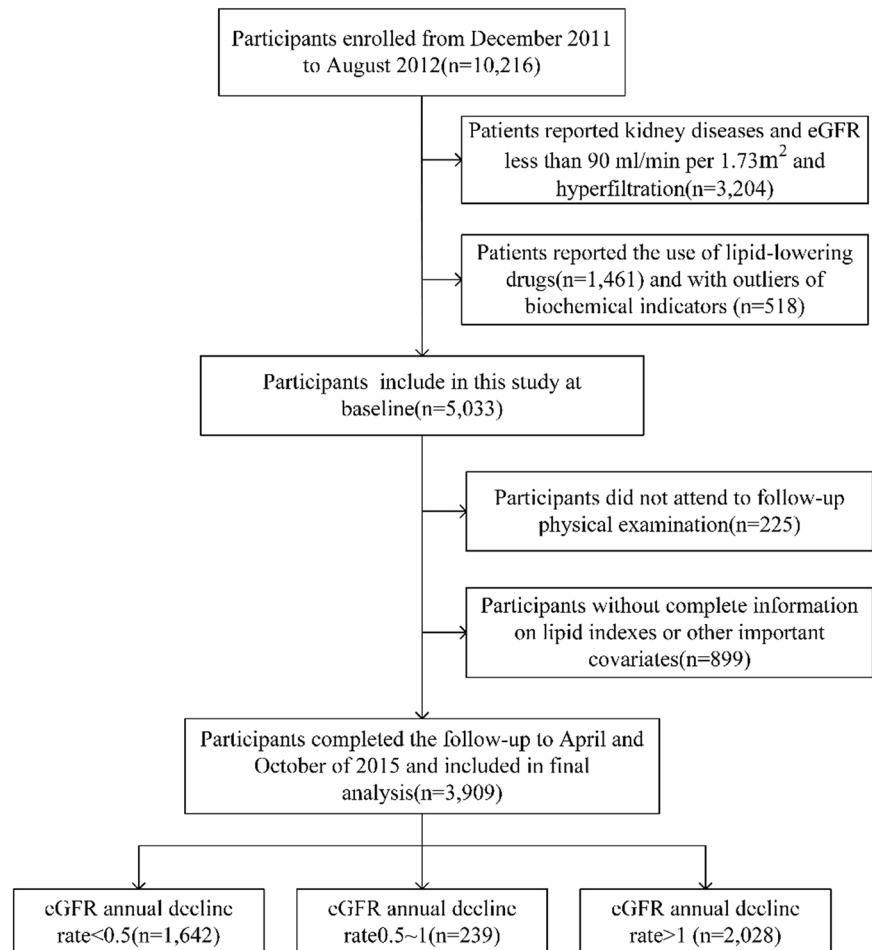 Participants enrolled from December 2011
to August 2012(n=10,216)
Patients reported kidney diseases and eGFR
less than 90 ml/min per 1.73m²  and
hyperfiltration(n=3,204)
Patients reported the use of lipid-lowering
drugs(n=1,461) and with outliers of
biochemical indicators (n=518)
Participants include in this study at
baseline(n=5,033)
Participants did not attend to follow-up
physical examination(n=225)
Participants without complete information
on lipid indexes or other important
covariates(n=899)
Participants completed the follow-up to April and
October of 2015 and included in final
analysis(n=3,909)
eGFR annual decline
rate<0.5(n=1,642)
eGFR annual decline
rate0.5~1(n=239)
eGFR annual decline
rate>1 (n=2,028)